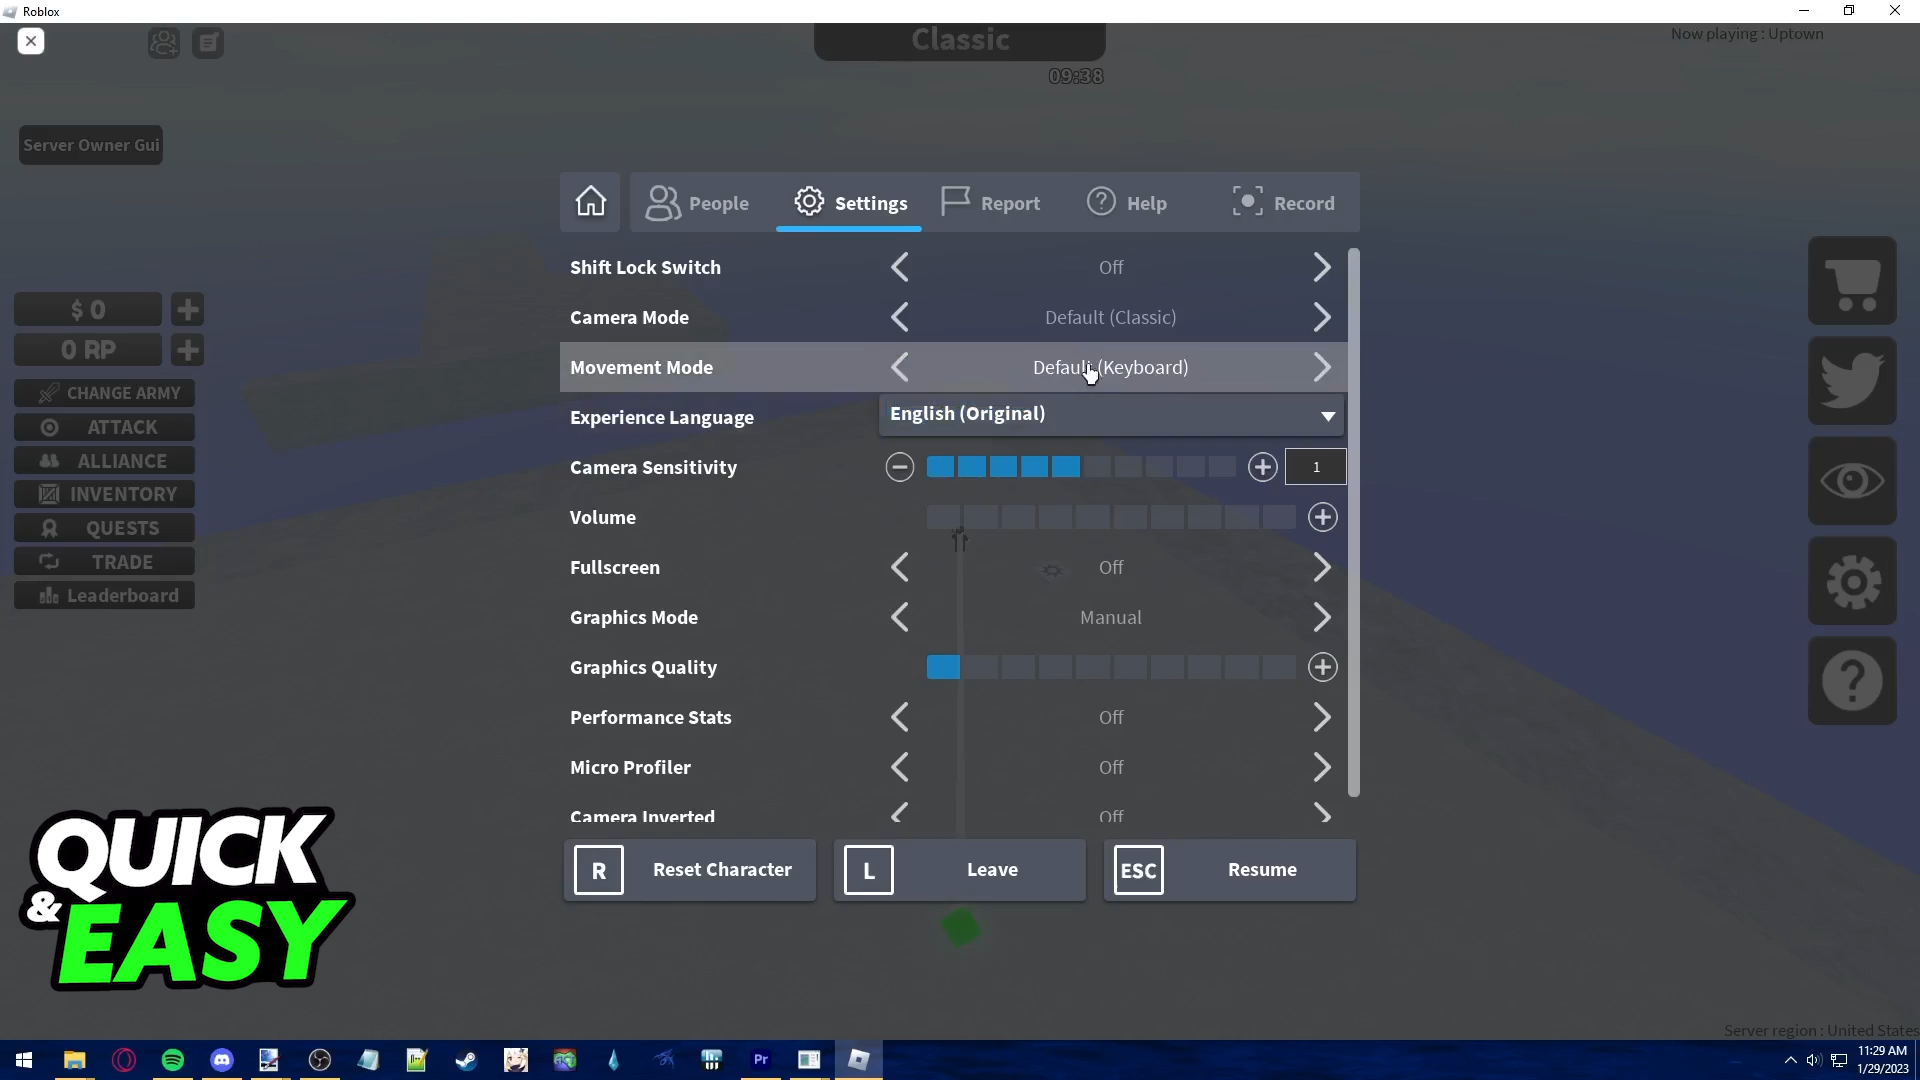 Roblox
Classic
Now playing : Uptown
09:38
Server Owner Gui
People
Settings
Report
Help
Record
Shift Lock Switch
Off
Camera Mode
Default (Classic)
$ 0
0 RP
Movement Mode
Default (Keyboard)
CHANGE ARMY
Experience Language
English (Original)
ATTACK
ALLIANCE
Camera Sensitivity
1
INVENTORY
Volume
QUESTS
TRADE
Fullscreen
Off
Leaderboard
Graphics Mode
Manual
Graphics Quality
Performance Stats
Off
Micro Profiler
Off
Camera Inverted
Off
R
Reset Character
L
Leave
ESC
Resume
QUICK
& EASY
Server region : United States
Pr
11:29 AM
1/29/2023